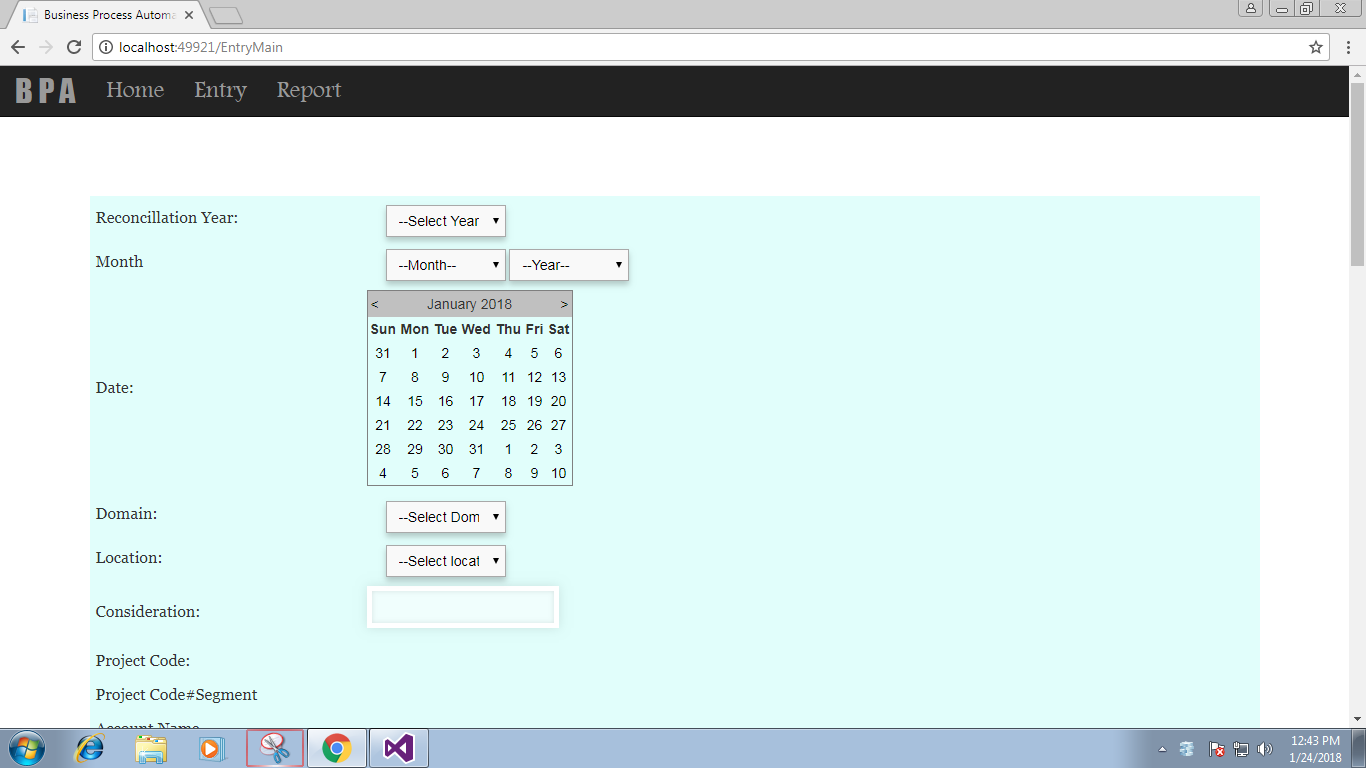 Business Process Autom
localhost:49921/EntryMain
BPA Home Entry Report
Reconcillation Year: --Select Year
Month --Month-- --Year--
< January 2018 >
Sun Mon Tue Wed Thu Fri Sat
31 1 2 3 4 5 6
7 8 9 10 11 12 13
Date:
14 15 16 17 18 19 20
21 22 23 24 25 26 27
28 29 30 31 1 2 3
4 5 6 7 8 9 10
Domain: --Select Dom
Location: --Select locat
Consideration:
Project Code:
Project Code#Segment
Account Name
12:43 PM
1/24/2018